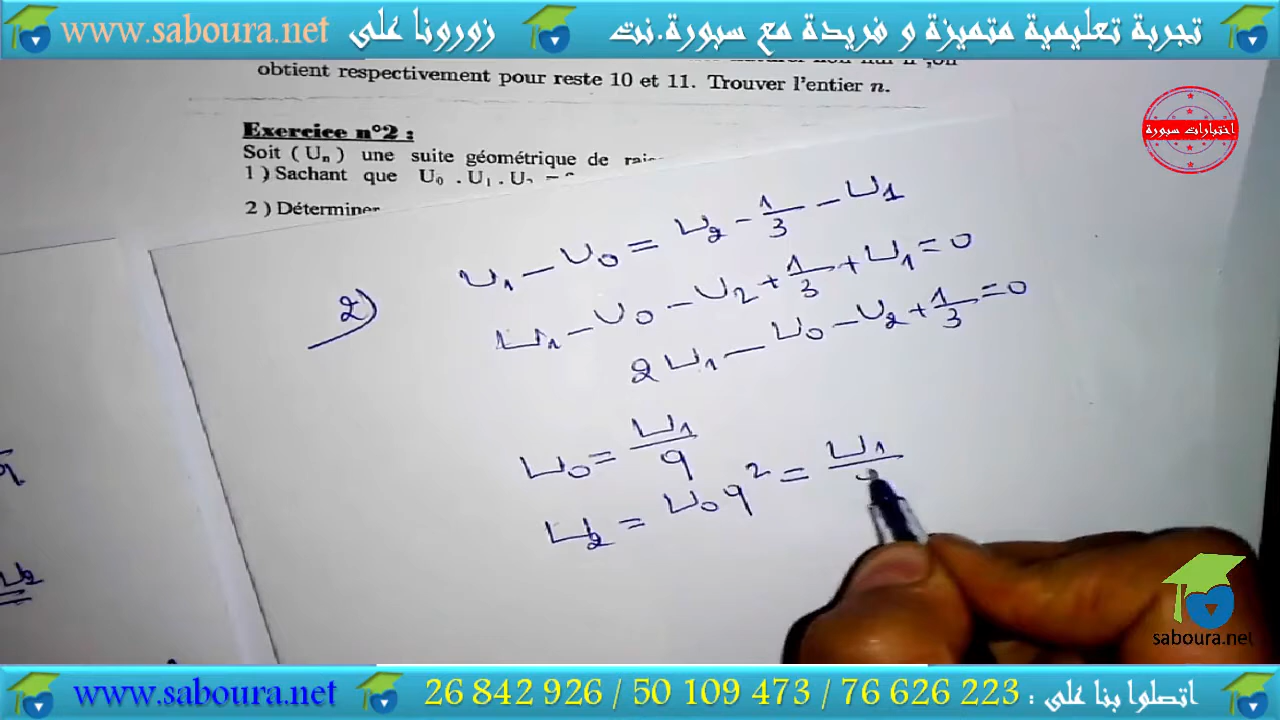 www.saboura.net زورونا على تجربة تعليمية متميزة و فريدة مع سبورة.نت
obtient respectivement pour reste 10 et 11. Trouver l'entier n.
اختبارات سبورة
Exercice n°2 :
Soit ( Uₙ ) une suite géométrique de
1 ) Sachant que U₀ . U₁ . U₂ =
2 ) Déterminer
2)
U₁ - U₀ = U₂ - 1/3 - U₁
U₁ - U₀ - U₂ + 1/3 + U₁ = 0
2U₁ - U₀ - U₂ + 1/3 = 0
U₀ = U₁/q
U₂ = U₀q² = U₁
U₂
saboura.net
www.saboura.net 26 842 926 / 50 109 473 / 76 626 223 : اتصلوا بنا على